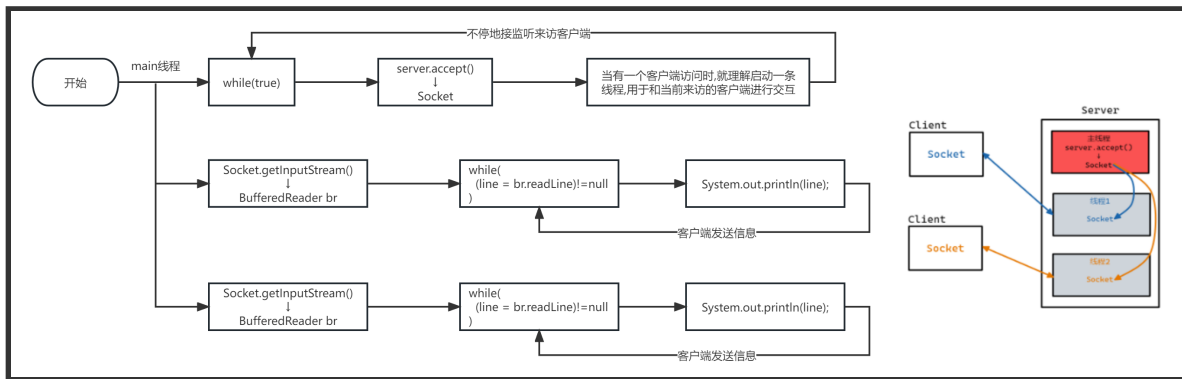 不停地接监听来访客户端
main线程
开始
while(true)
server.accept()
↓
Socket
当有一个客户端访问时,就理解启动一条
线程,用于和当前来访的客户端进行交互
Socket.getInputStream()
↓
BufferedReader br
while(
(line = br.readLine)!=null
)
System.out.println(line);
客户端发送信息
Socket.getInputStream()
↓
BufferedReader br
while(
(line = br.readLine)!=null
)
System.out.println(line);
客户端发送信息
Client
Socket
Client
Socket
Server
主线程
server.accept()
↓
Socket
线程1
Socket
线程2
Socket